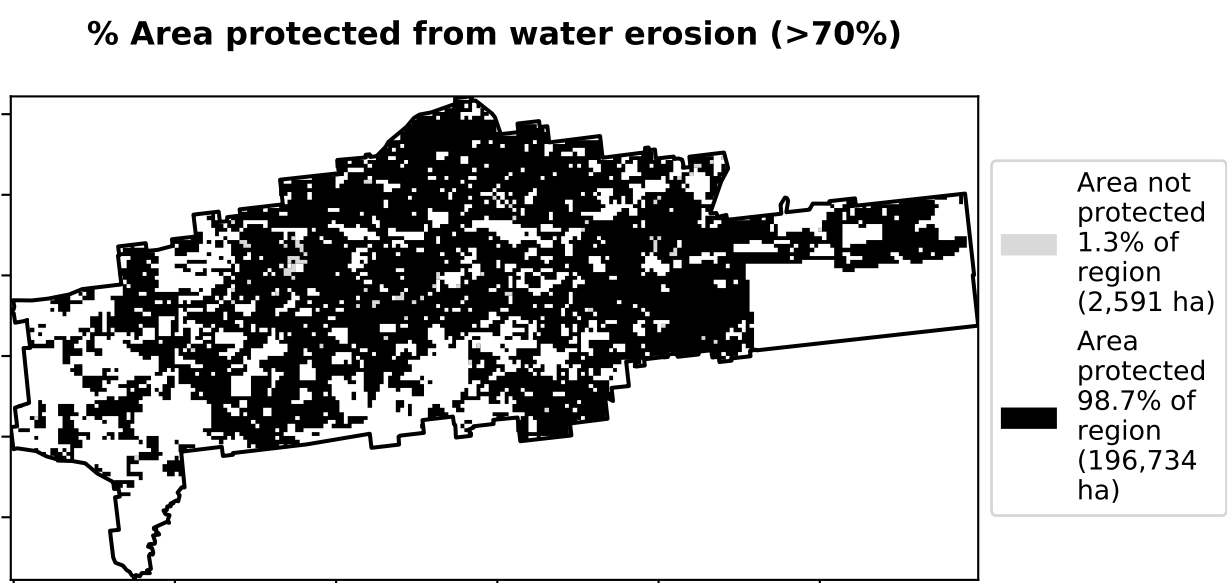 % Area protected from water erosion (>70%)
Area not
protected
1.3% of
region
(2,591 ha)
Area
protected
98.7% of
region
(196,734
ha)